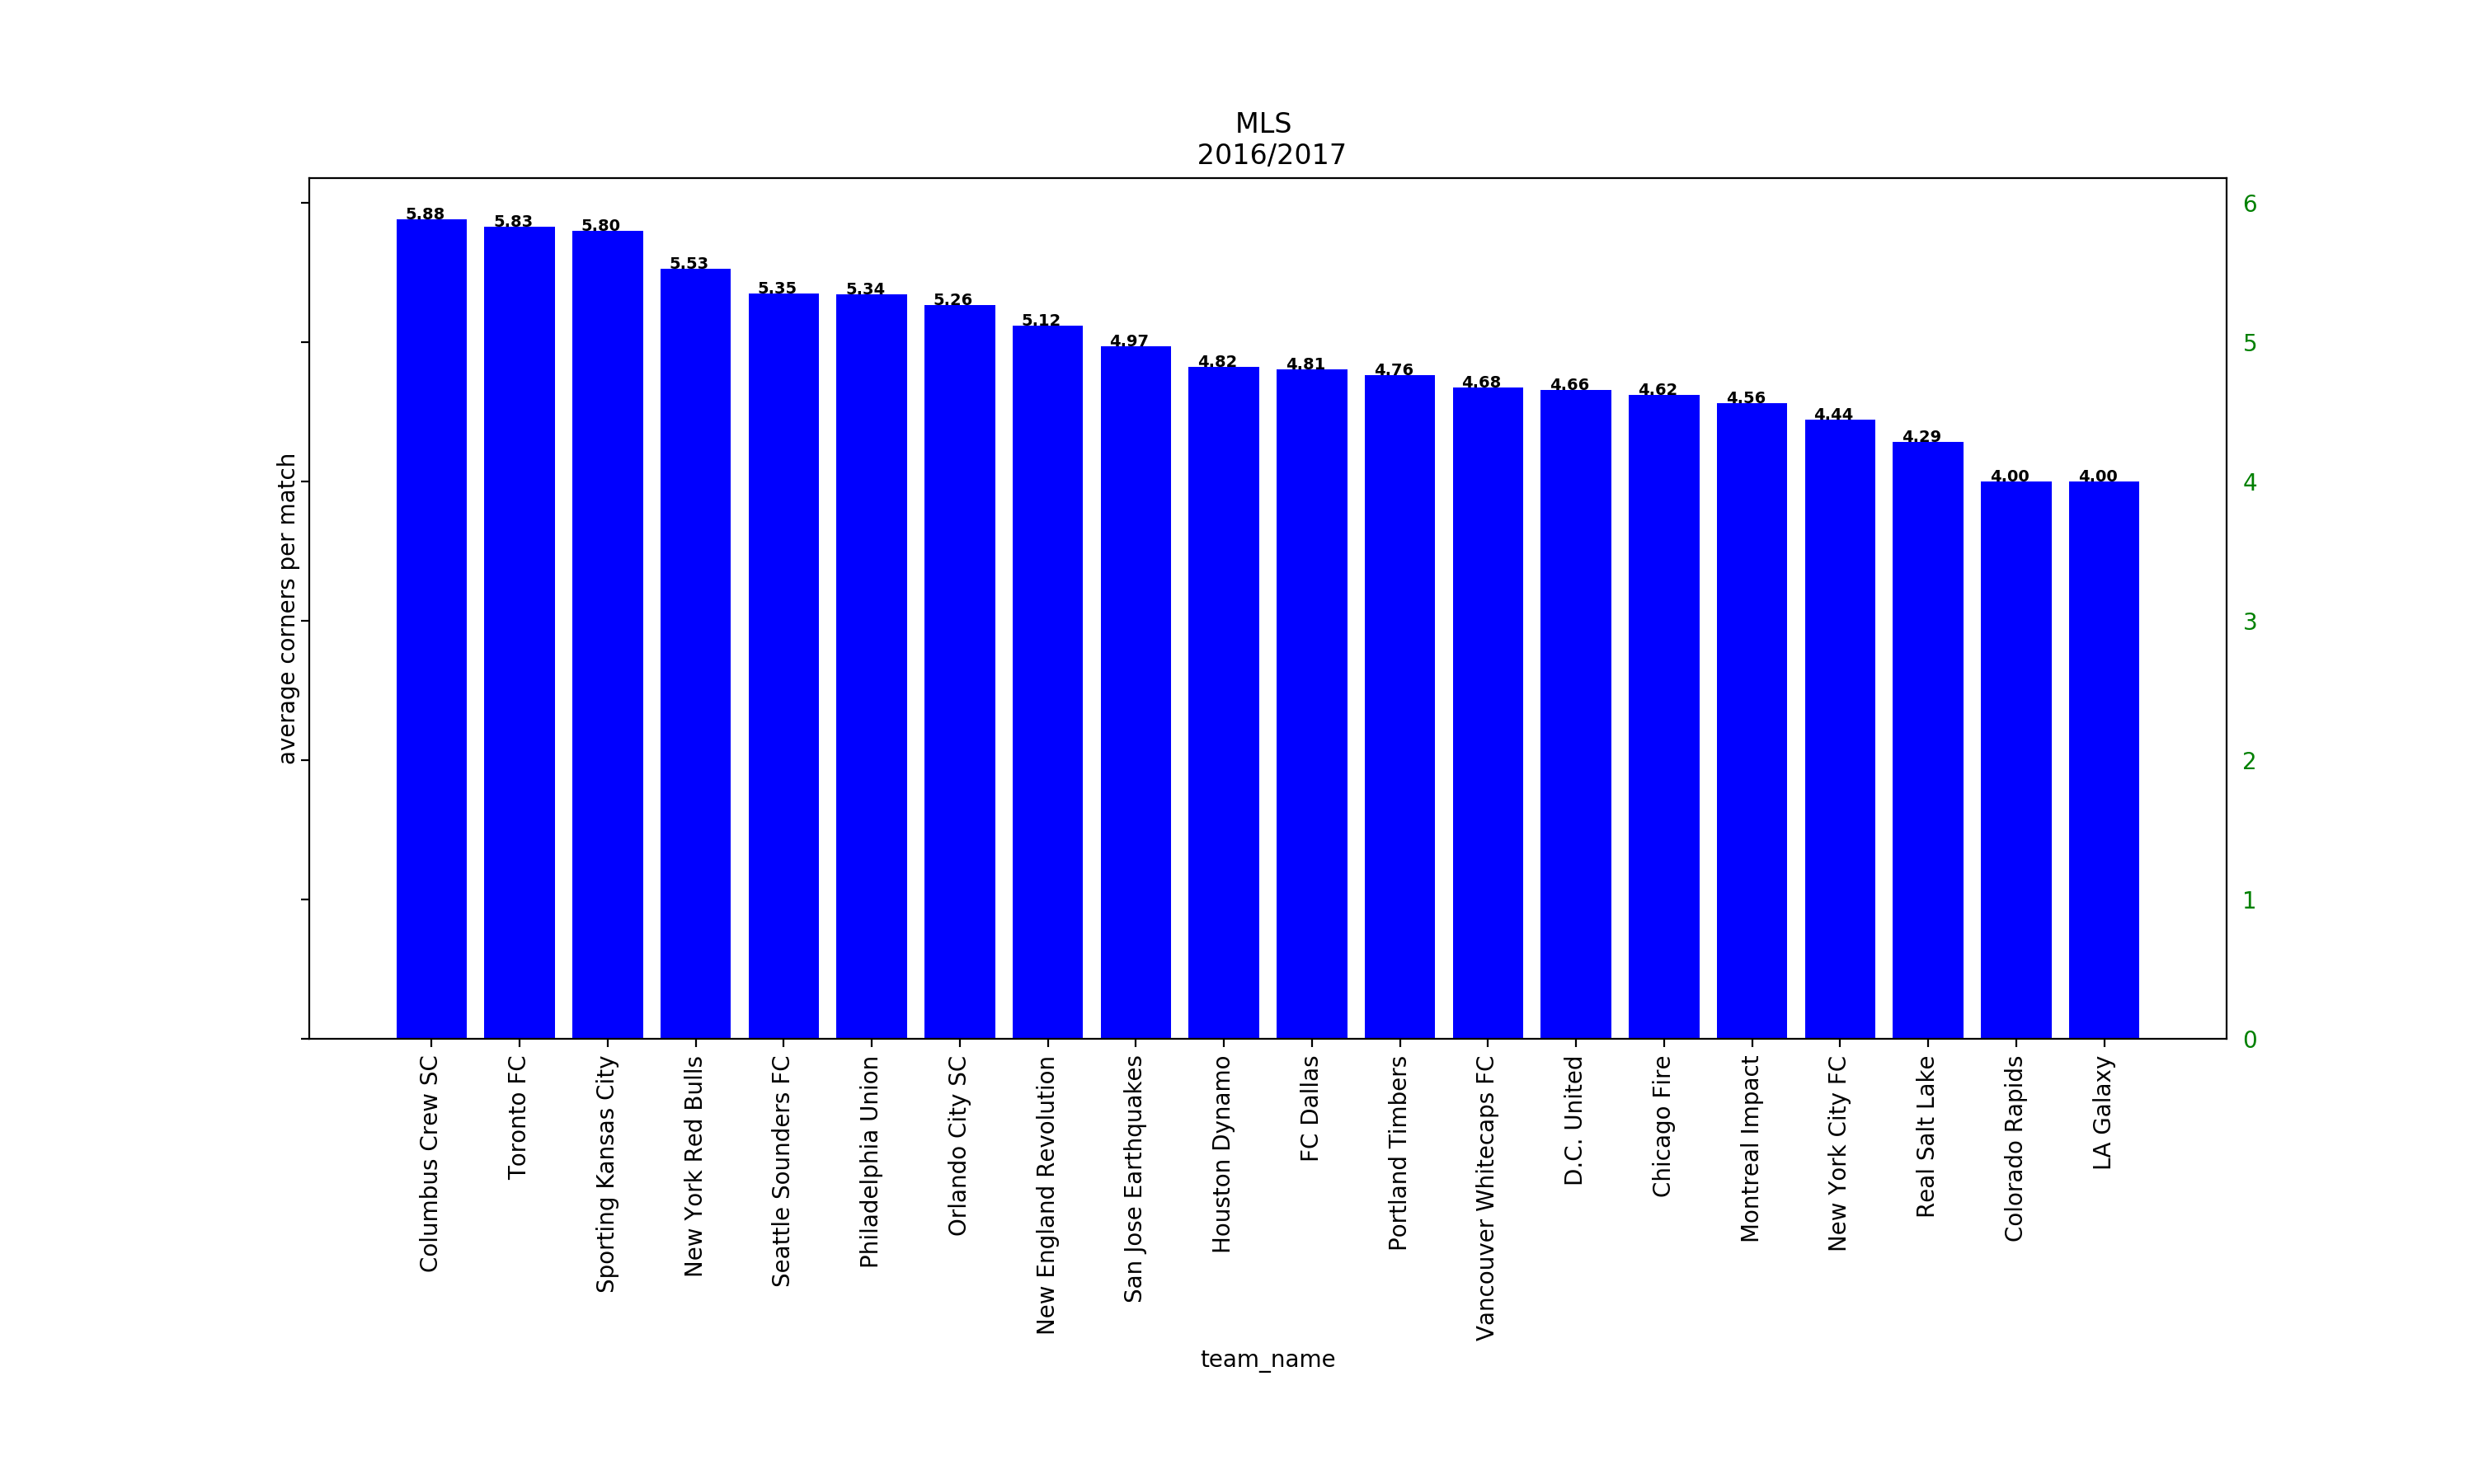 MLS
2016/2017
average corners per match
5.88
5.83
5.80
5.53
5.35
5.34
5.26
5.12
4.97
4.82
4.81
4.76
4.68
4.66
4.62
4.56
4.44
4.29
4.00
4.00
6
5
4
3
2
1
0
Columbus Crew SC
Toronto FC
Sporting Kansas City
New York Red Bulls
Seattle Sounders FC
Philadelphia Union
Orlando City SC
New England Revolution
San Jose Earthquakes
Houston Dynamo
FC Dallas
Portland Timbers
Vancouver Whitecaps FC
D.C. United
Chicago Fire
Montreal Impact
New York City FC
Real Salt Lake
Colorado Rapids
LA Galaxy
team_name